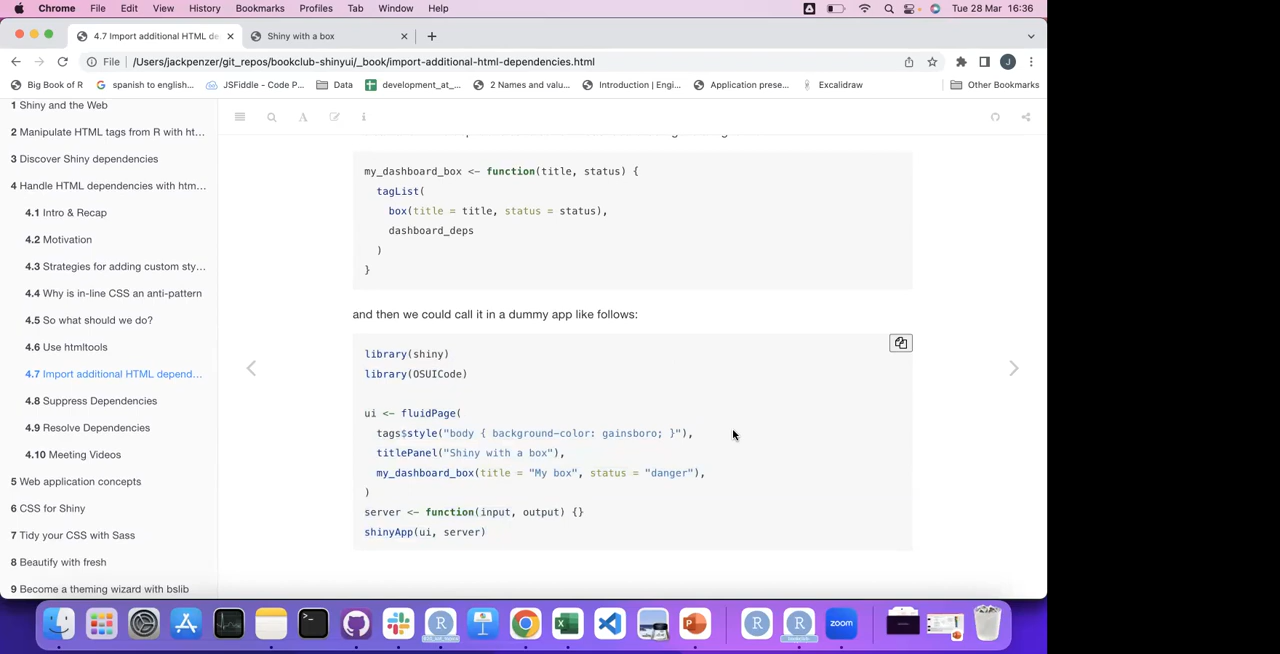 Chrome File Edit View History Bookmarks Profiles Tab Window Help Tue 28 Mar 16:36
4.7 Import additional HTML de Shiny with a box
File /Users/jackpenzer/git_repos/bookclub-shinyui/_book/import-additional-html-dependencies.html
Big Book of R spanish to english... JSFiddle - Code P... Data development_at_... 2 Names and valu... Introduction | Engi... Application prese... Excalidraw Other Bookmarks
1 Shiny and the Web
2 Manipulate HTML tags from R with ht...
3 Discover Shiny dependencies
4 Handle HTML dependencies with htm...
4.1 Intro & Recap
4.2 Motivation
4.3 Strategies for adding custom sty...
4.4 Why is in-line CSS an anti-pattern
4.5 So what should we do?
4.6 Use htmltools
4.7 Import additional HTML depend...
4.8 Suppress Dependencies
4.9 Resolve Dependencies
4.10 Meeting Videos
5 Web application concepts
6 CSS for Shiny
7 Tidy your CSS with Sass
8 Beautify with fresh
9 Become a theming wizard with bslib
my_dashboard_box <- function(title, status) {
tagList(
box(title = title, status = status),
dashboard_deps
)
}
and then we could call it in a dummy app like follows:
library(shiny)
library(OSUICode)
ui <- fluidPage(
tags$style("body { background-color: gainsboro; }"),
titlePanel("Shiny with a box"),
my_dashboard_box(title = "My box", status = "danger"),
)
server <- function(input, output) {}
shinyApp(ui, server)
zoom